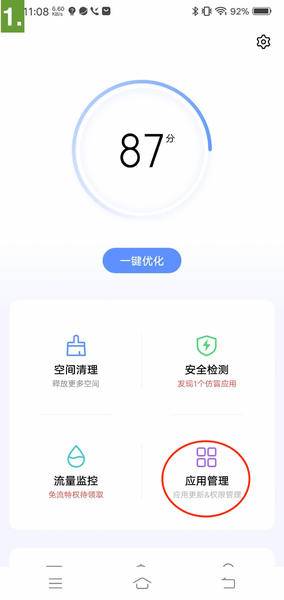 1.
11:08 6.60 KB/s 92%
87分
一键优化
空间清理
释放更多空间
安全检测
发现1个仿冒应用
流量监控
免流特权待领取
应用管理
应用更新&权限管理